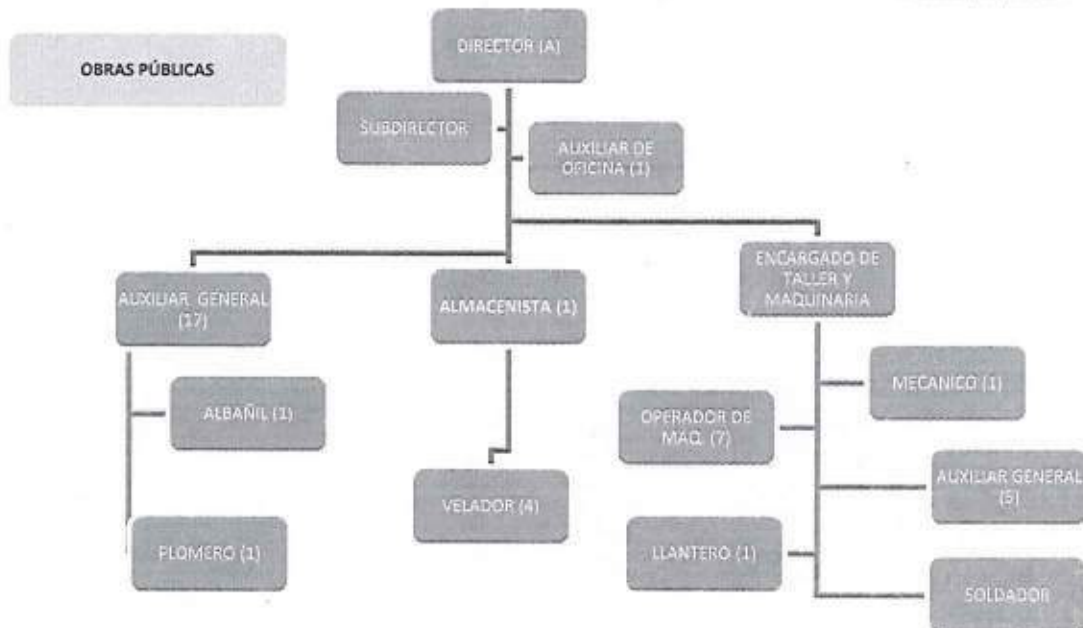 OBRAS PÚBLICAS
DIRECTOR (A)
SUBDIRECTOR
AUXILIAR DE
OFICINA (1)
AUXILIAR GENERAL
(17)
ALMACENISTA (1)
ENCARGADO DE
TALLER Y
MAQUINARIA
ALBAÑIL (1)
PLOMERO (1)
VELADOR (4)
MECANICO (1)
OPERADOR DE
MAQ. (7)
AUXILIAR GENERAL
(5)
LLANTERO (1)
SOLDADOR